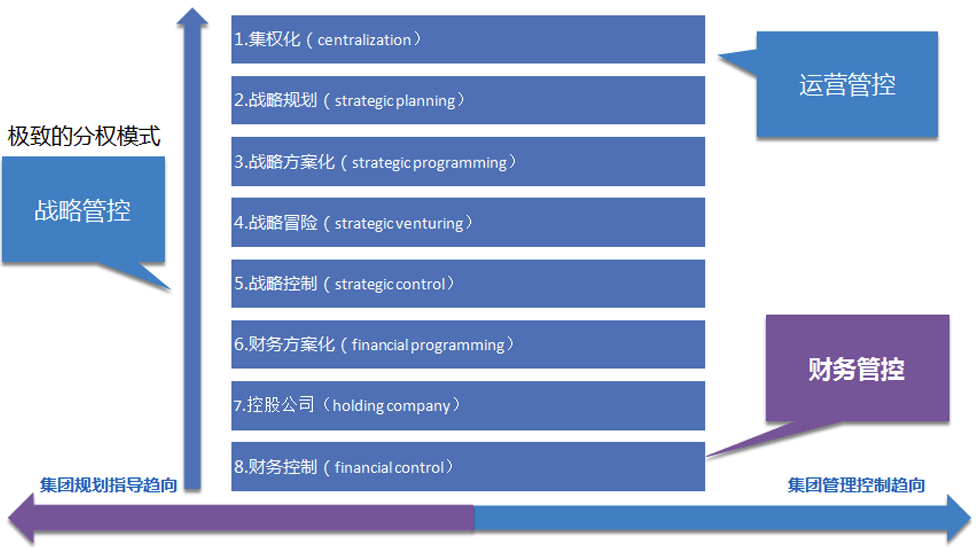 1.集权化（centralization）
运营管控
2.战略规划（strategic planning）
极致的分权模式
3.战略方案化（strategic programming）
战略管控
4.战略冒险（strategic venturing）
5.战略控制（strategic control）
6.财务方案化（financial programming）
财务管控
7.控股公司（holding company）
8.财务控制（financial control）
集团规划指导趋向
集团管理控制趋向